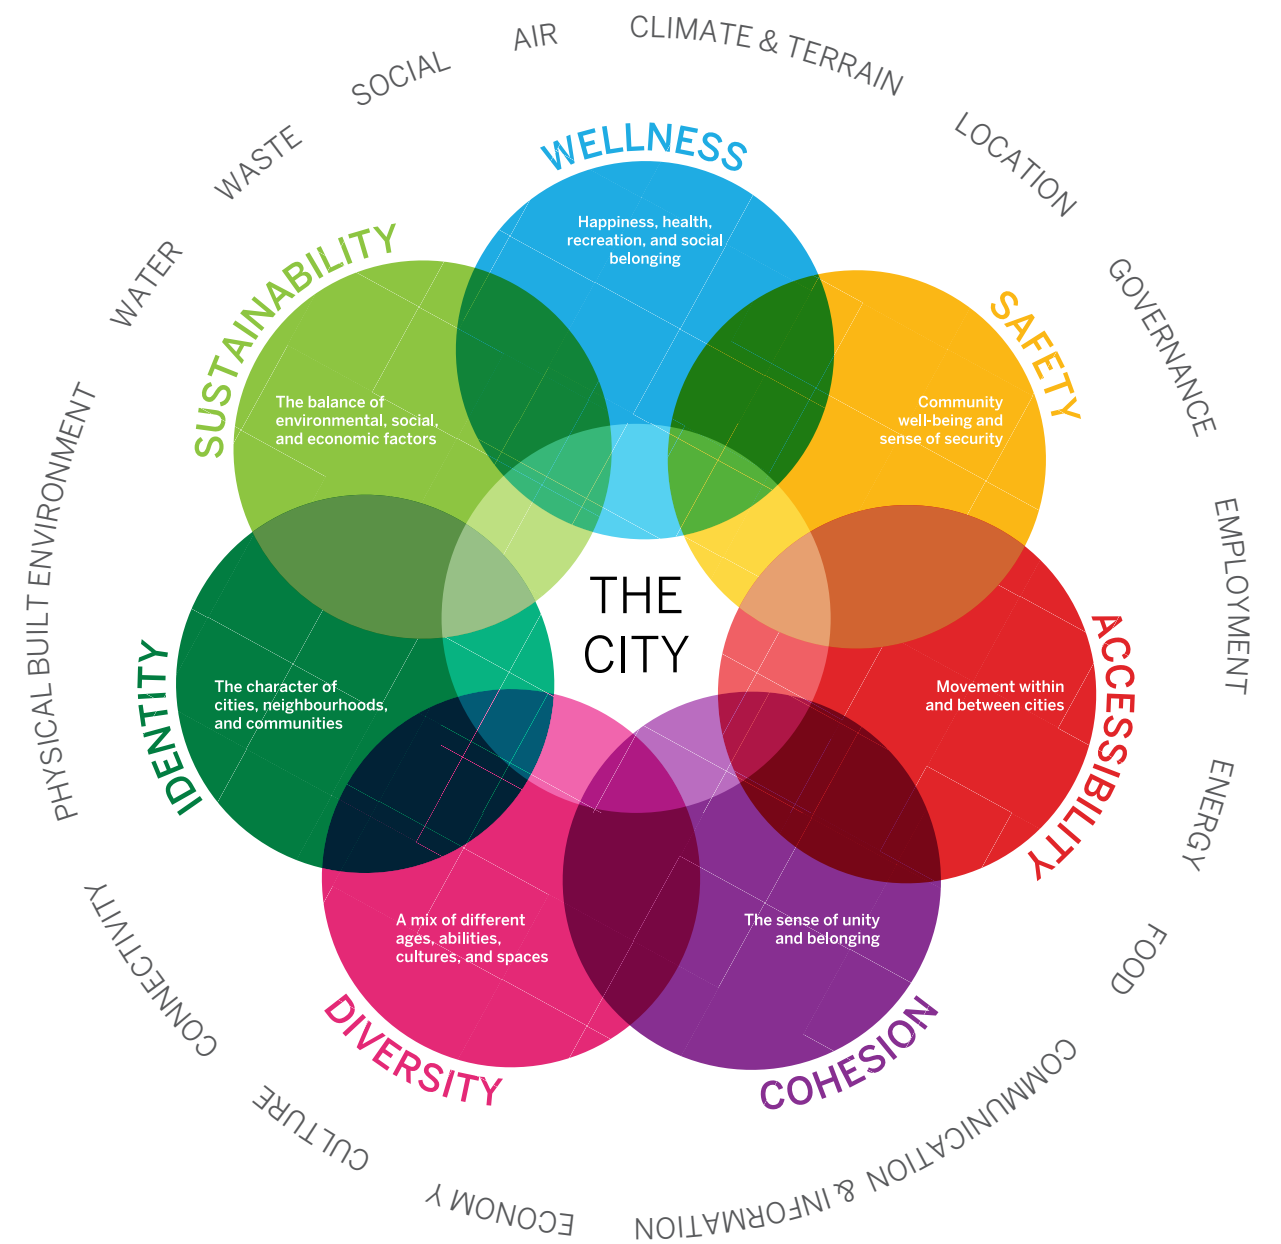 AIR
CLIMATE & TERRAIN
LOCATION
GOVERNANCE
EMPLOYMENT
ENERGY
FOOD
COMMUNICATION & INFORMATION
ECONOMY
CULTURE
CONNECTIVITY
PHYSICAL BUILT ENVIRONMENT
WATER
WASTE
SOCIAL
WELLNESS
Happiness, health,
recreation, and social
belonging
SAFETY
Community
well-being and
sense of security
ACCESSIBILITY
Movement within
and between cities
COHESION
The sense of unity
and belonging
DIVERSITY
A mix of different
ages, abilities,
cultures, and spaces
IDENTITY
The character of
cities, neighbourhoods,
and communities
SUSTAINABILITY
The balance of
environmental, social,
and economic factors
THE
CITY